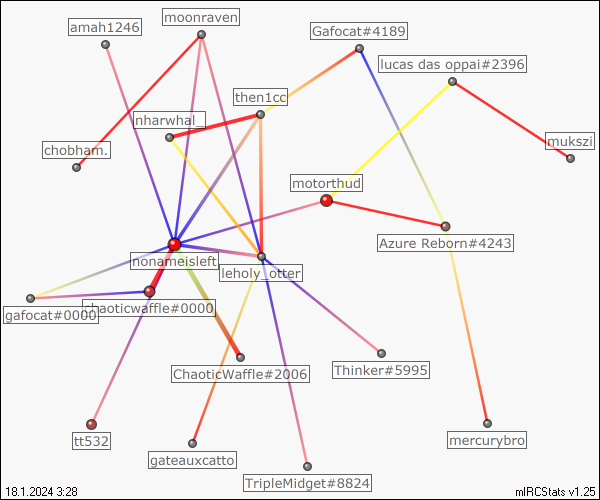 moonraven
amah1246
Gafocat#4189
lucas das oppai#2396
then1cc
nharwhal_
mukszi
chobham.
motorthud
Azure Reborn#4243
nonameisleft
leholy_otter
chaoticwaffle#0000
gafocat#0000
ChaoticWaffle#2006
Thinker#5995
tt532
mercurybro
gateauxcatto
TripleMidget#8824
18.1.2024 3:28
mIRCStats v1.25